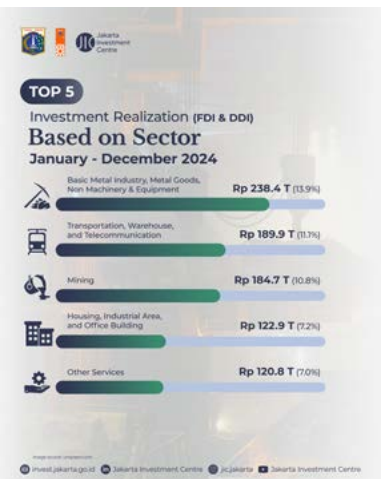 JIC Jakarta
Investment
Centre
TOP 5
Investment Realization (FDI & DDI)
Based on Sector
January - December 2024
Basic Metal Industry, Metal Goods,
Non Machinery & Equipment
Rp 238.4 T (13.9%)
Transportation, Warehouse,
and Telecommunication
Rp 189.9 T (11.1%)
Mining
Rp 184.7 T (10.8%)
Housing, Industrial Area,
and Office Building
Rp 122.9 T (7.2%)
Other Services
Rp 120.8 T (7.0%)
invest.jakarta.go.id Jakarta Investment Centre jic.jakarta Jakarta Investment Centre